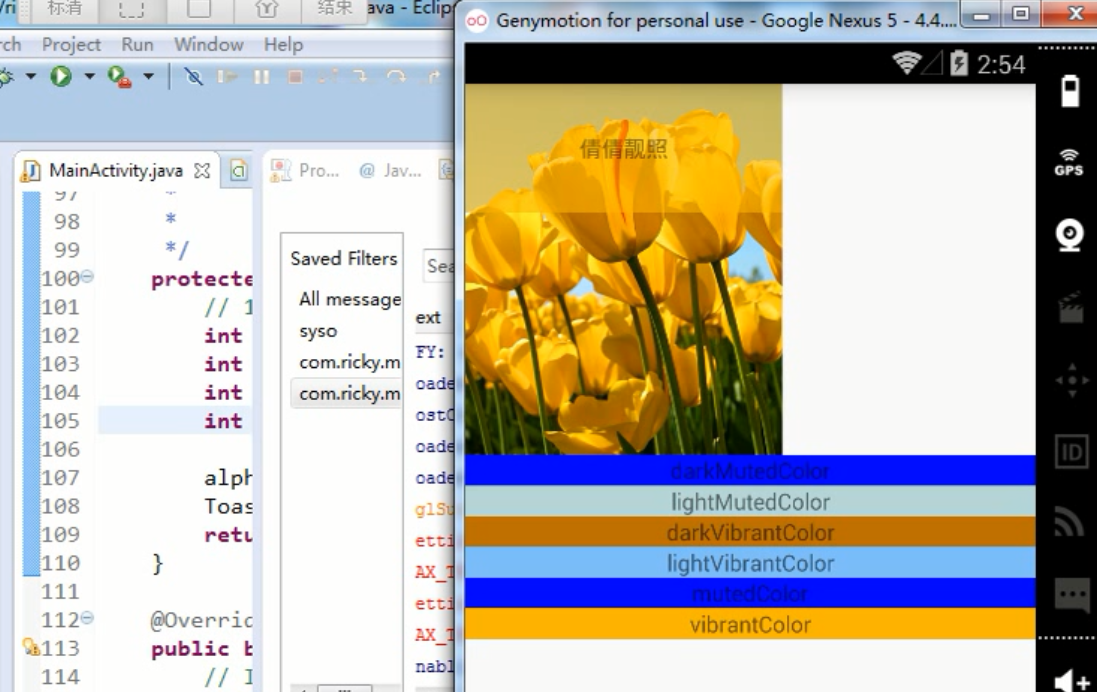 标清
结束
ava - Eclip
Project Run Window Help
MainActivity.java
Pro...
@ Jav...
97 *
98 *
99 */
100 protecte
101 // 1
102 int
103 int
104 int
105 int
106
107 alph
108 Toas
109 retu
110 }
111
112 @Overric
113 public b
114 // I
Saved Filters
All message
syso
com.ricky.m
com.ricky.m
Sea
ext
FY:
oade
ostC
oade
oade
glSu
etti
AX_T
etti
AX_T
nabl
Genymotion for personal use - Google Nexus 5 - 4.4....
2:54
倩倩靓照
darkMutedColor
lightMutedColor
darkVibrantColor
lightVibrantColor
mutedColor
vibrantColor
GPS
ID